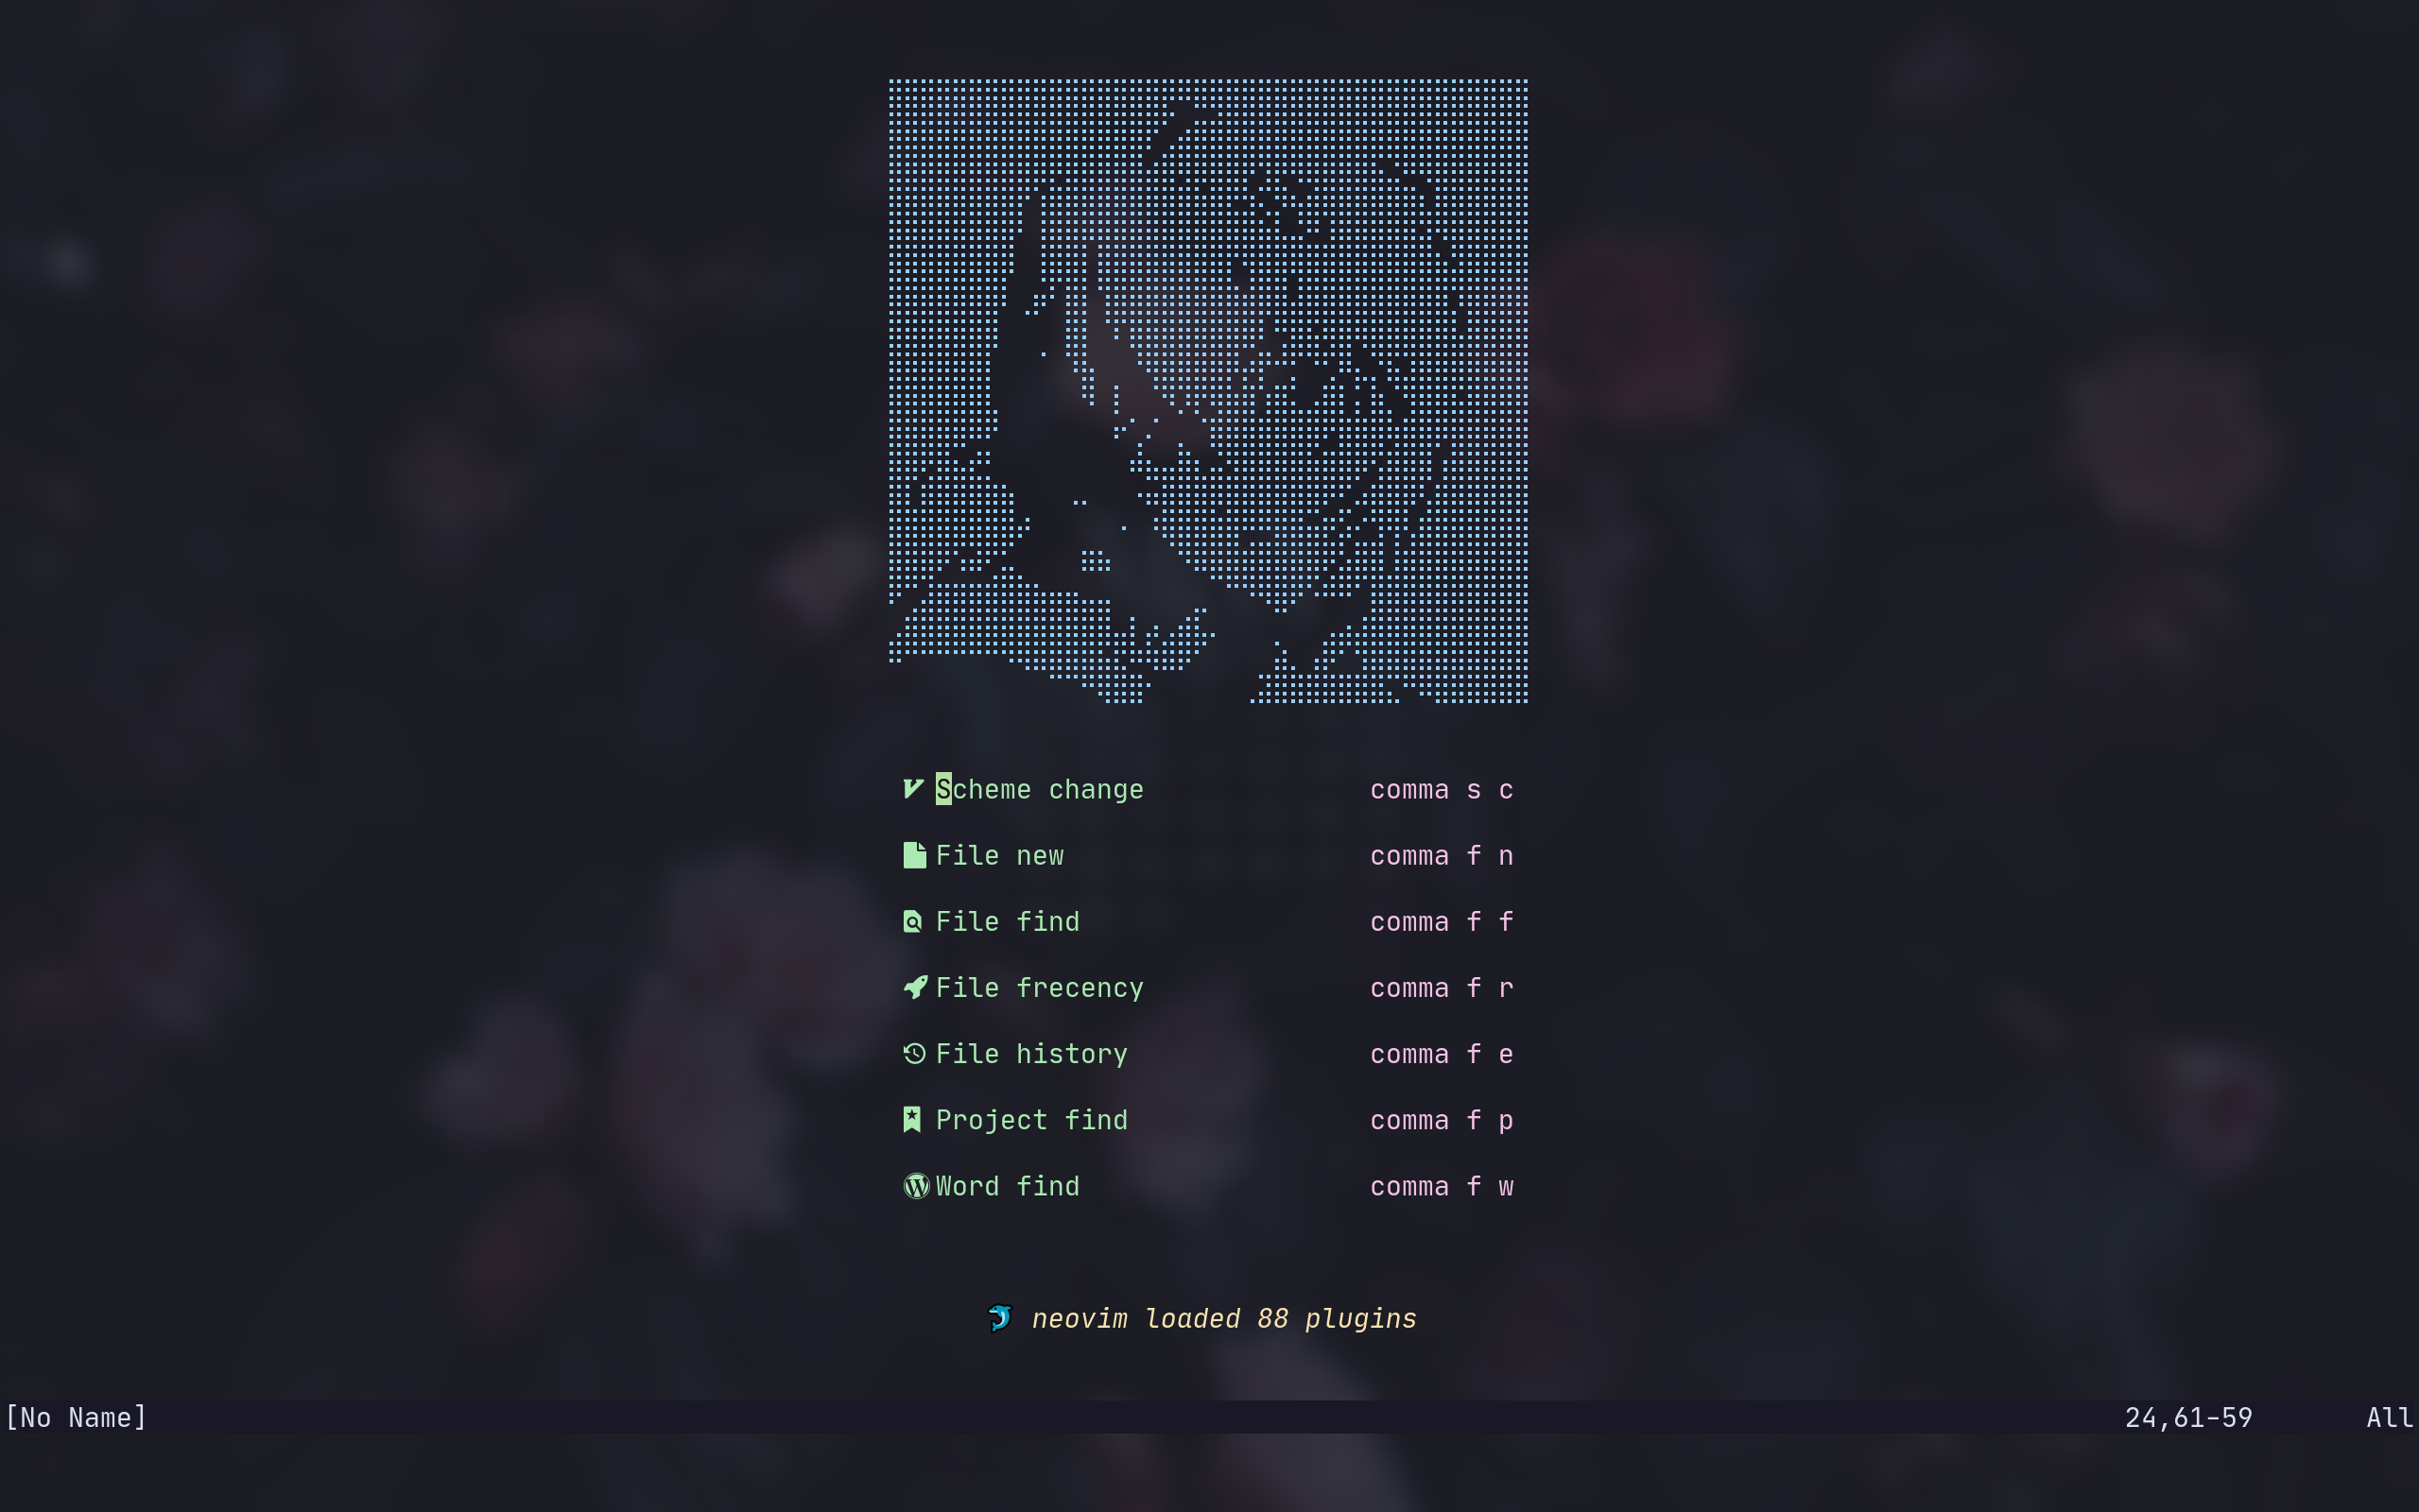 Scheme change comma s c
File new comma f n
File find comma f f
File frecency comma f r
File history comma f e
Project find comma f p
Word find comma f w
neovim loaded 88 plugins
[No Name] 24,61-59 All